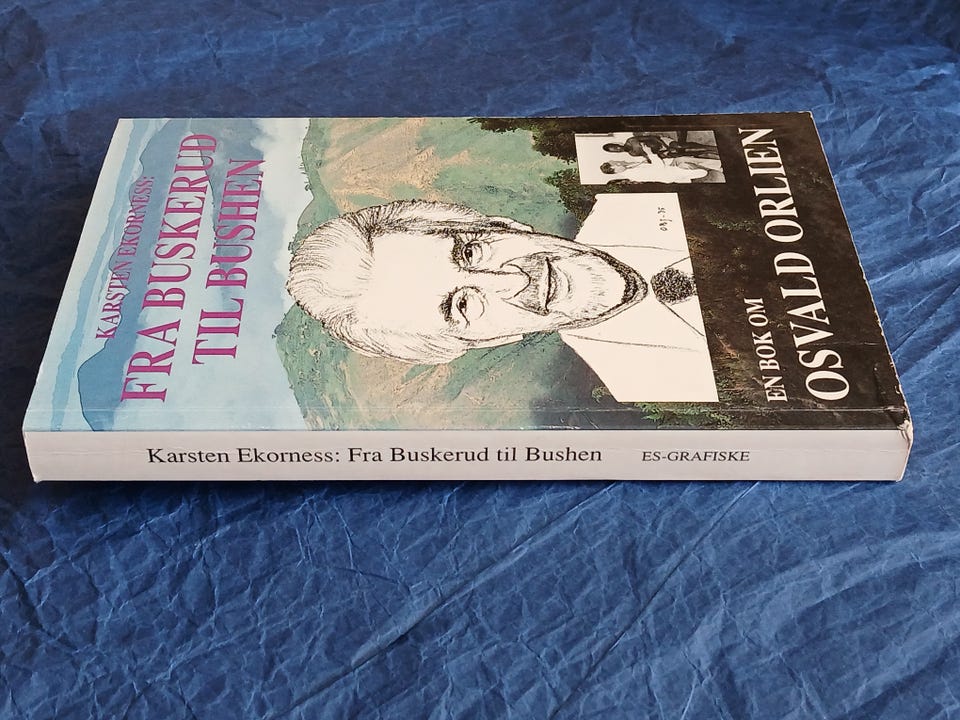 KARSTEN EKORNESS:
FRA BUSKERUD
TIL BUSHEN
EN BOK OM
OSVALD ORLIEN
Karsten Ekorness: Fra Buskerud til Bushen ES-GRAFISKE